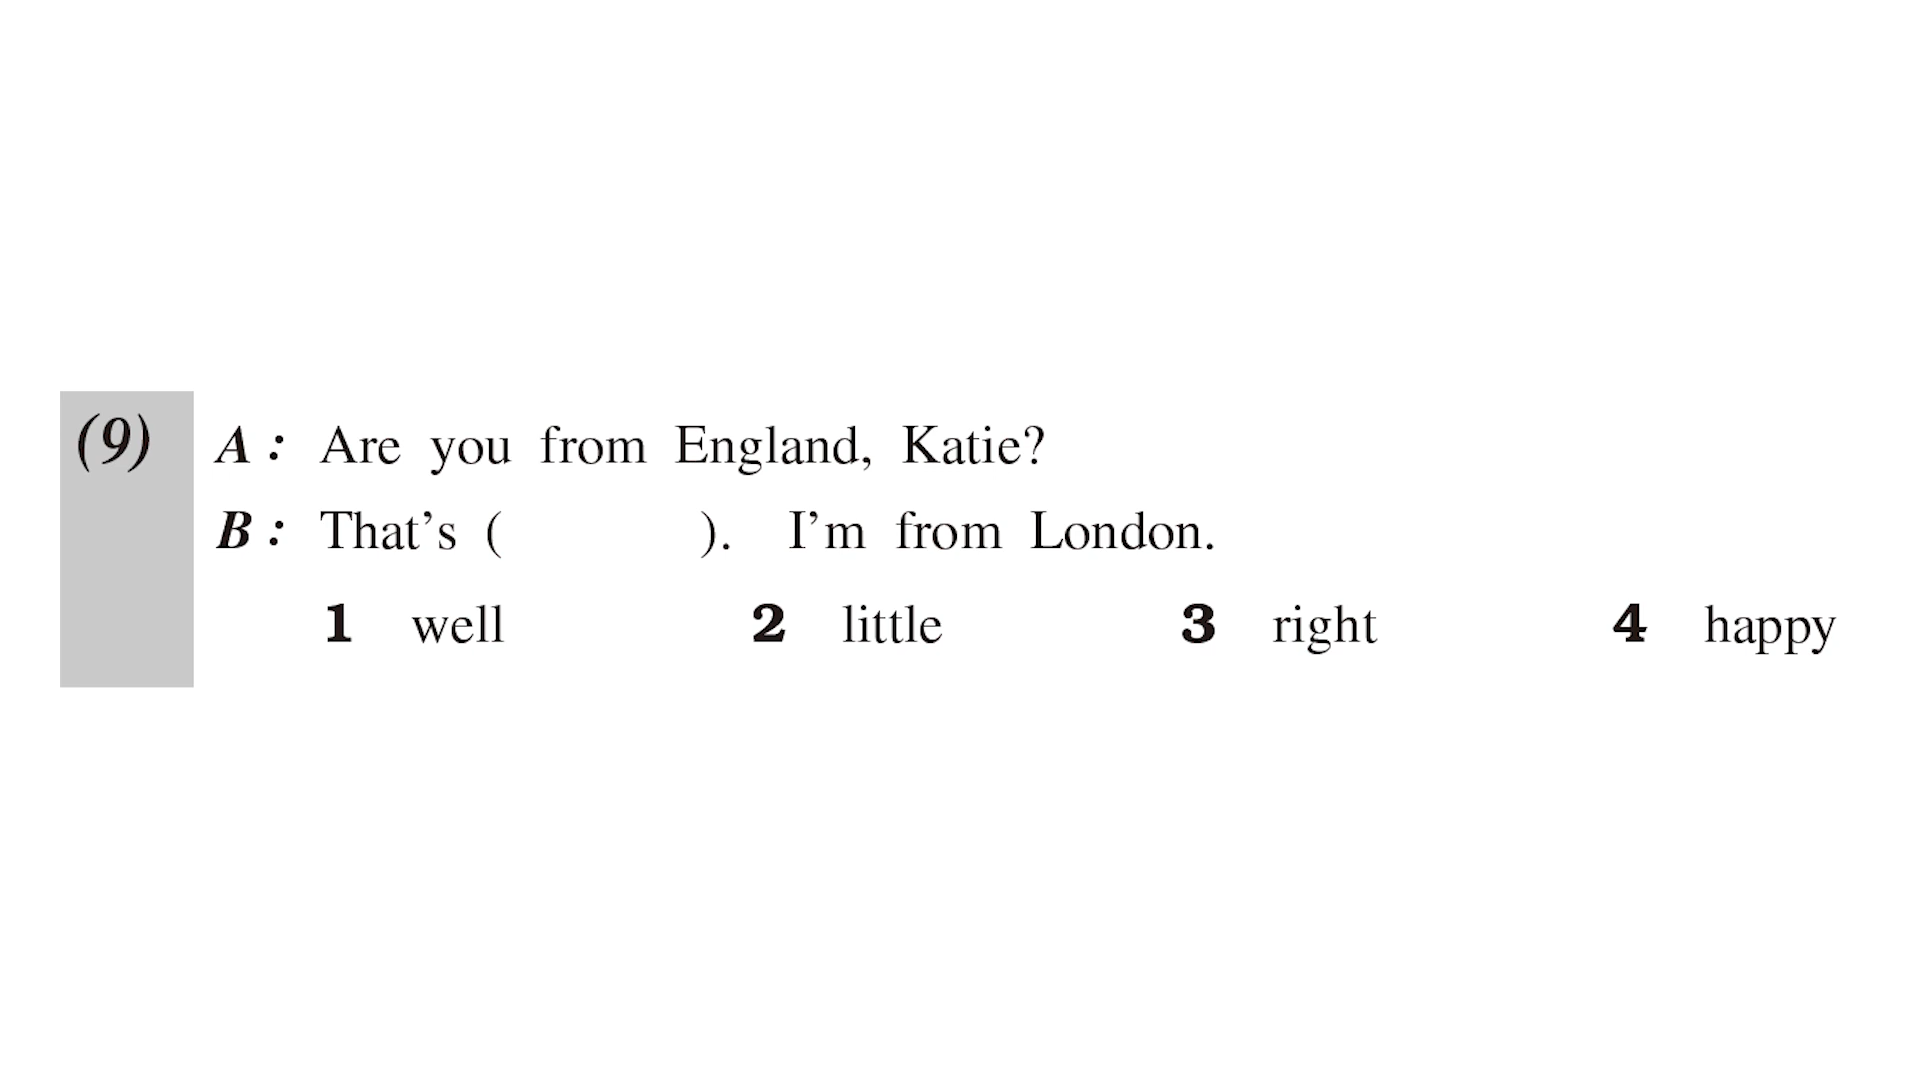 (9) A : Are you from England, Katie?
B : That’s (          ). I’m from London.
1 well 2 little 3 right 4 happy